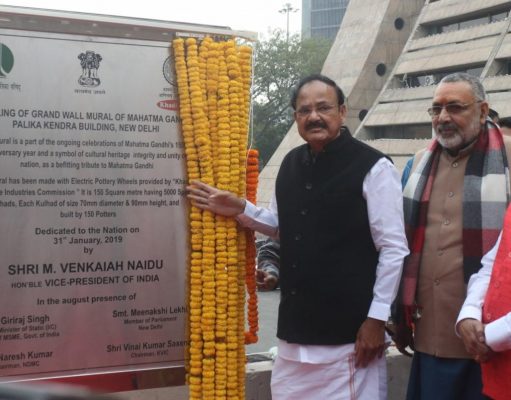 ING OF GRAND WALL MURAL OF MAHATMA GAN
PALIKA KENDRA BUILDING, NEW DELHI
ural is a part of the ongoing celebrations of Mahatma Gandhi's 15
versary year and a symbol of cultural heritage integrity and unity
nation, as a befitting tribute to Mahatma Gandhi
ral has been made with Electric Pottery Wheels provided by "Kha
e Industries Commission" It is 150 Square metre having 5000
hads, Each Kulhad of size 70mm diameter & 90mm height, and
built by 150 Potters
Dedicated to the Nation on
31st January, 2019
by
SHRI M. VENKAIAH NAIDU
HON'BLE VICE-PRESIDENT OF INDIA
In the august presence of
Giriraj Singh
Minister of State (IC)
MSME, Govt. of India
Smt. Meenakshi Lekhi
Member of Parliament
New Delhi
Naresh Kumar
Chairman, NDMC
Shri Vinai Kumar Saxen
Chairman, KVIC